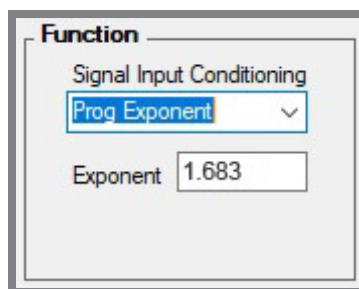 Function
Signal Input Conditioning
Prog Exponent
Exponent 1.683